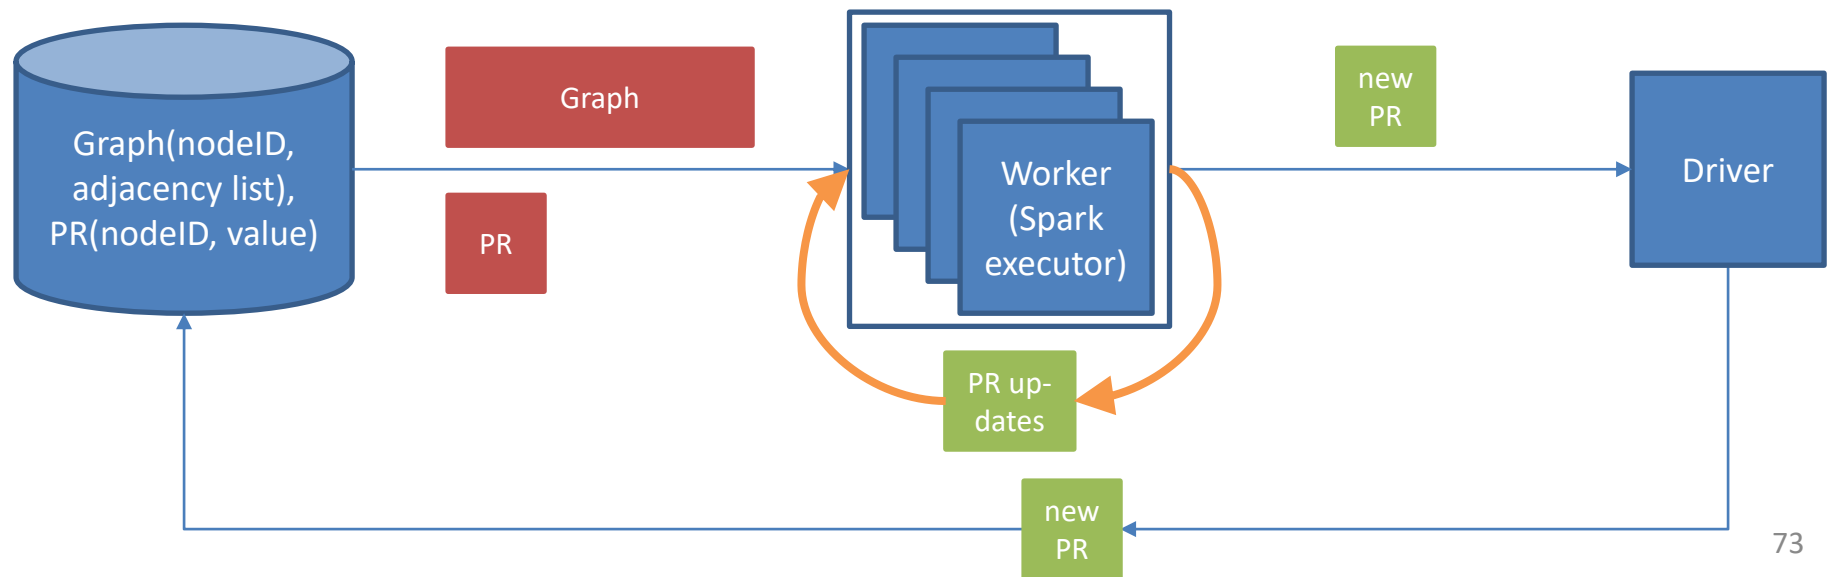 Graph(nodeID,
adjacency list),
PR(nodeID, value)
Graph
PR
Worker
(Spark
executor)
new
PR
Driver
PR up-
dates
new
PR
73